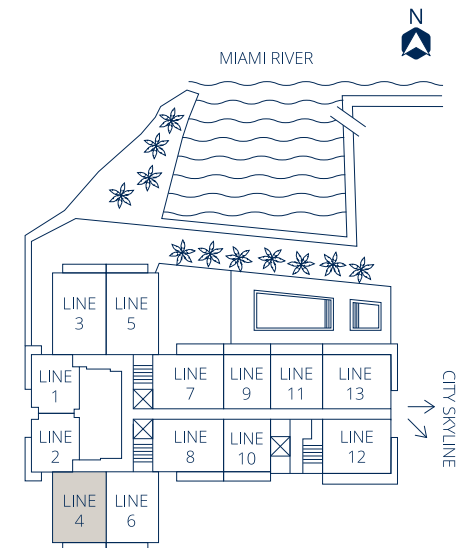 N
MIAMI RIVER
LINE
3
LINE
5
LINE
1
LINE
7
LINE
9
LINE
11
LINE
13
CITY SKYLINE
LINE
2
LINE
8
LINE
10
LINE
12
LINE
4
LINE
6